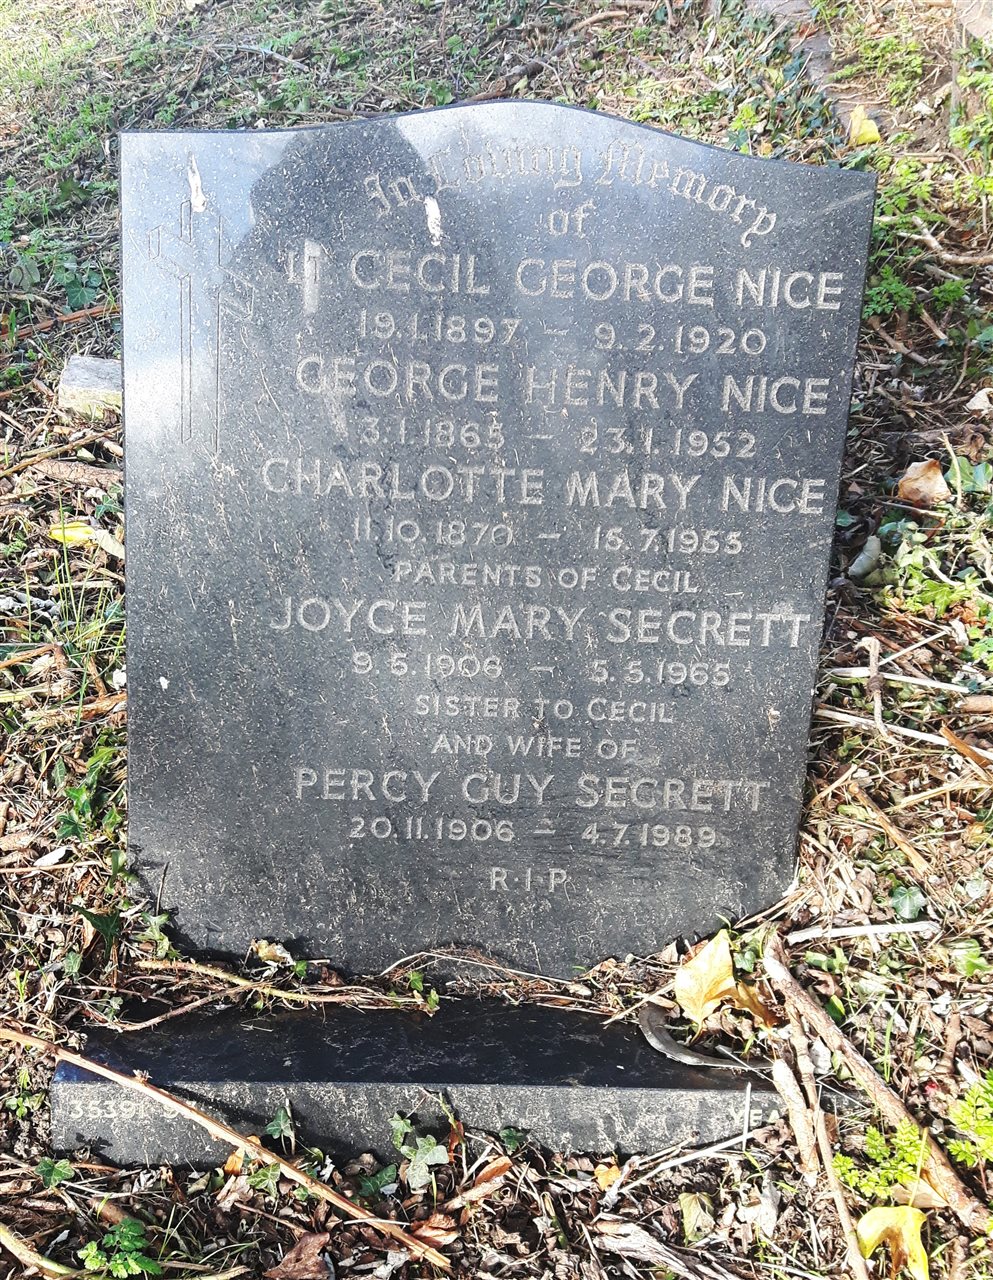 In Loving Memory
of
Lt CECIL GEORGE NICE
19.1.1897 – 9.2.1920
GEORGE HENRY NICE
3.1.1865 – 23.1.1952
CHARLOTTE MARY NICE
11.10.1870 – 15.7.1955
PARENTS OF CECIL
JOYCE MARY SECRETT
9.5.1906 – 5.5.1965
SISTER TO CECIL
AND WIFE OF
PERCY GUY SECRETT
20.11.1906 – 4.7.1989
R.I.P